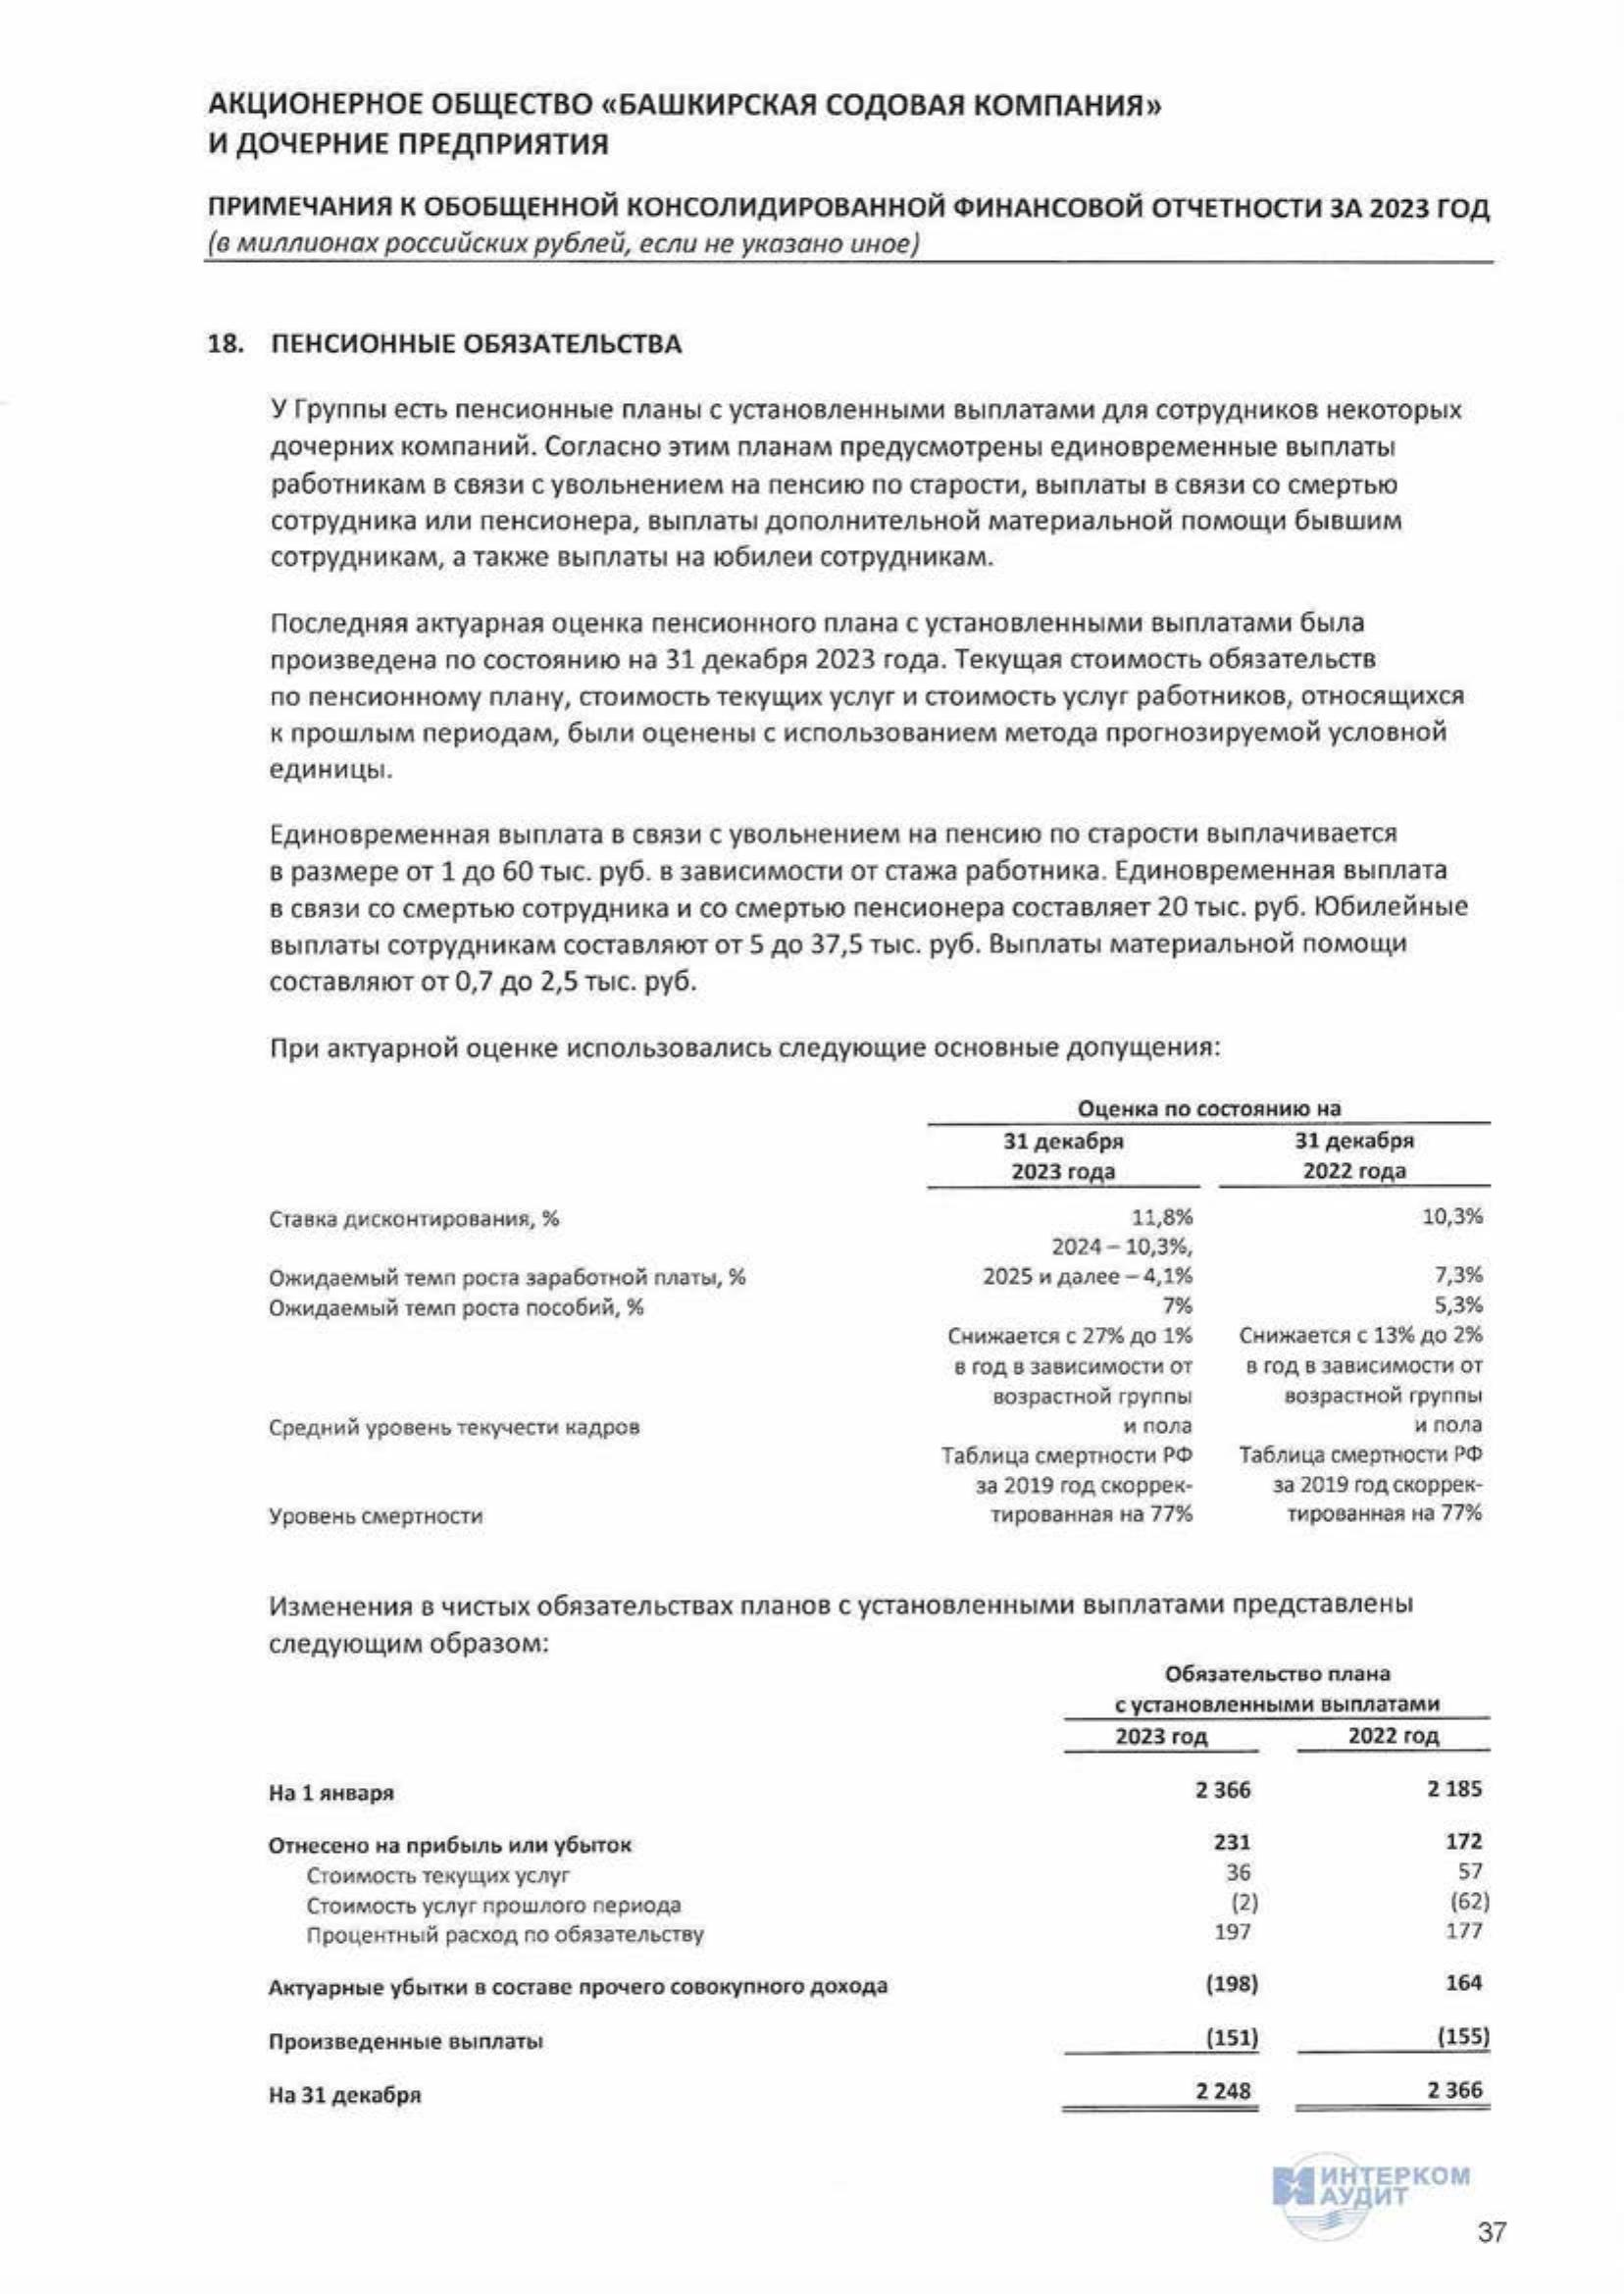 АКЦИОНЕРНОЕ ОБЩЕСТВО «БАШКИРСКАЯ СОДОВАЯ КОМПАНИЯ»
И ДОЧЕРНИЕ ПРЕДПРИЯТИЯ
ПРИМЕЧАНИЯ К ОБОБЩЕННОЙ КОНСОЛИДИРОВАННОЙ ФИНАНСОВОЙ ОТЧЕТНОСТИ ЗА 2023 ГОД
(в миллионах российских рублей, если не указано иное)
18. ПЕНСИОННЫЕ ОБЯЗАТЕЛЬСТВА
У Группы есть пенсионные планы с установленными выплатами для сотрудников некоторых
дочерних компаний. Согласно этим планам предусмотрены единовременные выплаты
работникам в связи с увольнением на пенсию по старости, выплаты в связи со смертью
сотрудника или пенсионера, выплаты дополнительной материальной помощи бывшим
сотрудникам, а также выплаты на юбилеи сотрудникам.
Последняя актуарная оценка пенсионного плана с установленными выплатами была
произведена по состоянию на 31 декабря 2023 года. Текущая стоимость обязательств
по пенсионному плану, стоимость текущих услуг и стоимость услуг работников, относящихся
к прошлым периодам, были оценены с использованием метода прогнозируемой условной
единицы.
Единовременная выплата в связи с увольнением на пенсию по старости выплачивается
в размере от 1 до 60 тыс. руб. в зависимости от стажа работника. Единовременная выплата
в связи со смертью сотрудника и со смертью пенсионера составляет 20 тыс. руб. Юбилейные
выплаты сотрудникам составляют от 5 до 37,5 тыс. руб. Выплаты материальной помощи
составляют от 0,7 до 2,5 тыс. руб.
При актуарной оценке использовались следующие основные допущения:
Оценка по состоянию на
31 декабря 31 декабря
2023 года 2022 года
Ставка дисконтирования, % 11,8% 10,3%
2024 – 10,3%,
Ожидаемый темп роста заработной платы, % 2025 и далее – 4,1% 7,3%
Ожидаемый темп роста пособий, % 7% 5,3%
Снижается с 27% до 1% Снижается с 13% до 2%
в год в зависимости от в год в зависимости от
возрастной группы возрастной группы
Средний уровень текучести кадров и пола и пола
Таблица смертности РФ Таблица смертности РФ
за 2019 год скоррек- за 2019 год скоррек-
Уровень смертности тированная на 77% тированная на 77%
Изменения в чистых обязательствах планов с установленными выплатами представлены
следующим образом:
Обязательство плана
с установленными выплатами
2023 год 2022 год
На 1 января 2 366 2 185
Отнесено на прибыль или убыток 231 172
Стоимость текущих услуг 36 57
Стоимость услуг прошлого периода (2) (62)
Процентный расход по обязательству 197 177
Актуарные убытки в составе прочего совокупного дохода (198) 164
Произведенные выплаты (151) (155)
На 31 декабря 2 248 2 366
ИНТЕРКОМ
АУДИТ
37